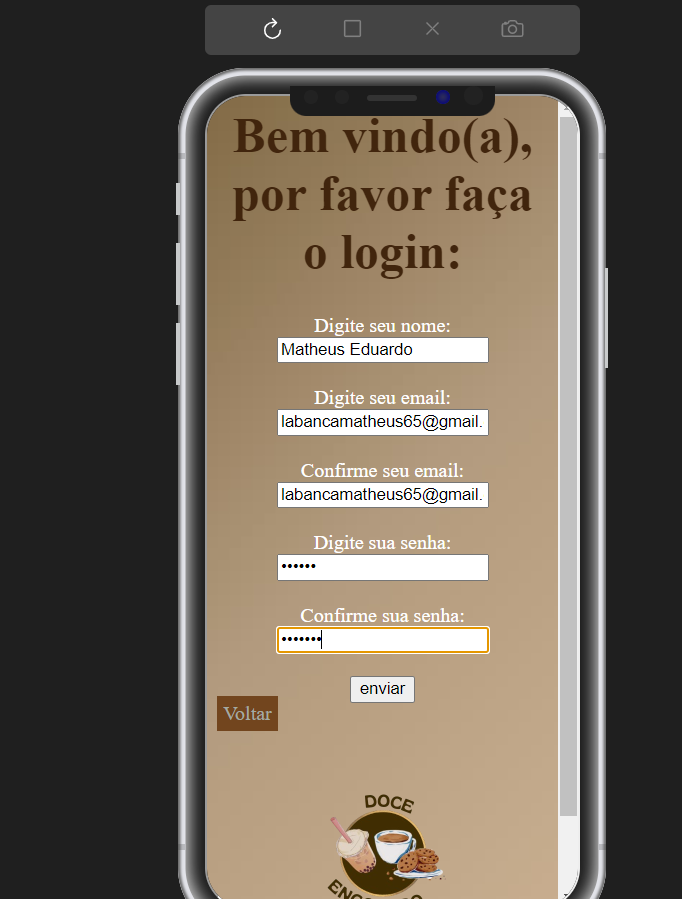 Bem vindo(a),
por favor faça
o login:
Digite seu nome:
Matheus Eduardo
Digite seu email:
labancamatheus65@gmail.
Confirme seu email:
labancamatheus65@gmail.
Digite sua senha:
••••••
Confirme sua senha:
•••••••
enviar
Voltar
DOCE